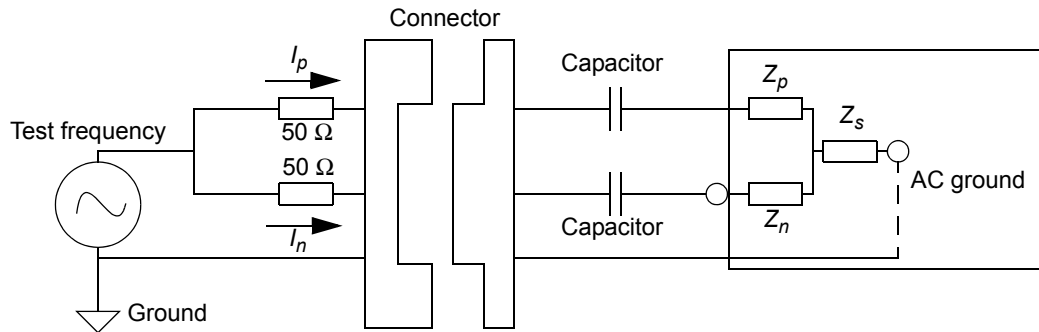 Connector
I_p
Capacitor
Z_p
Test frequency
50 Ω
Z_s
50 Ω
AC ground
I_n
Capacitor
Z_n
Ground